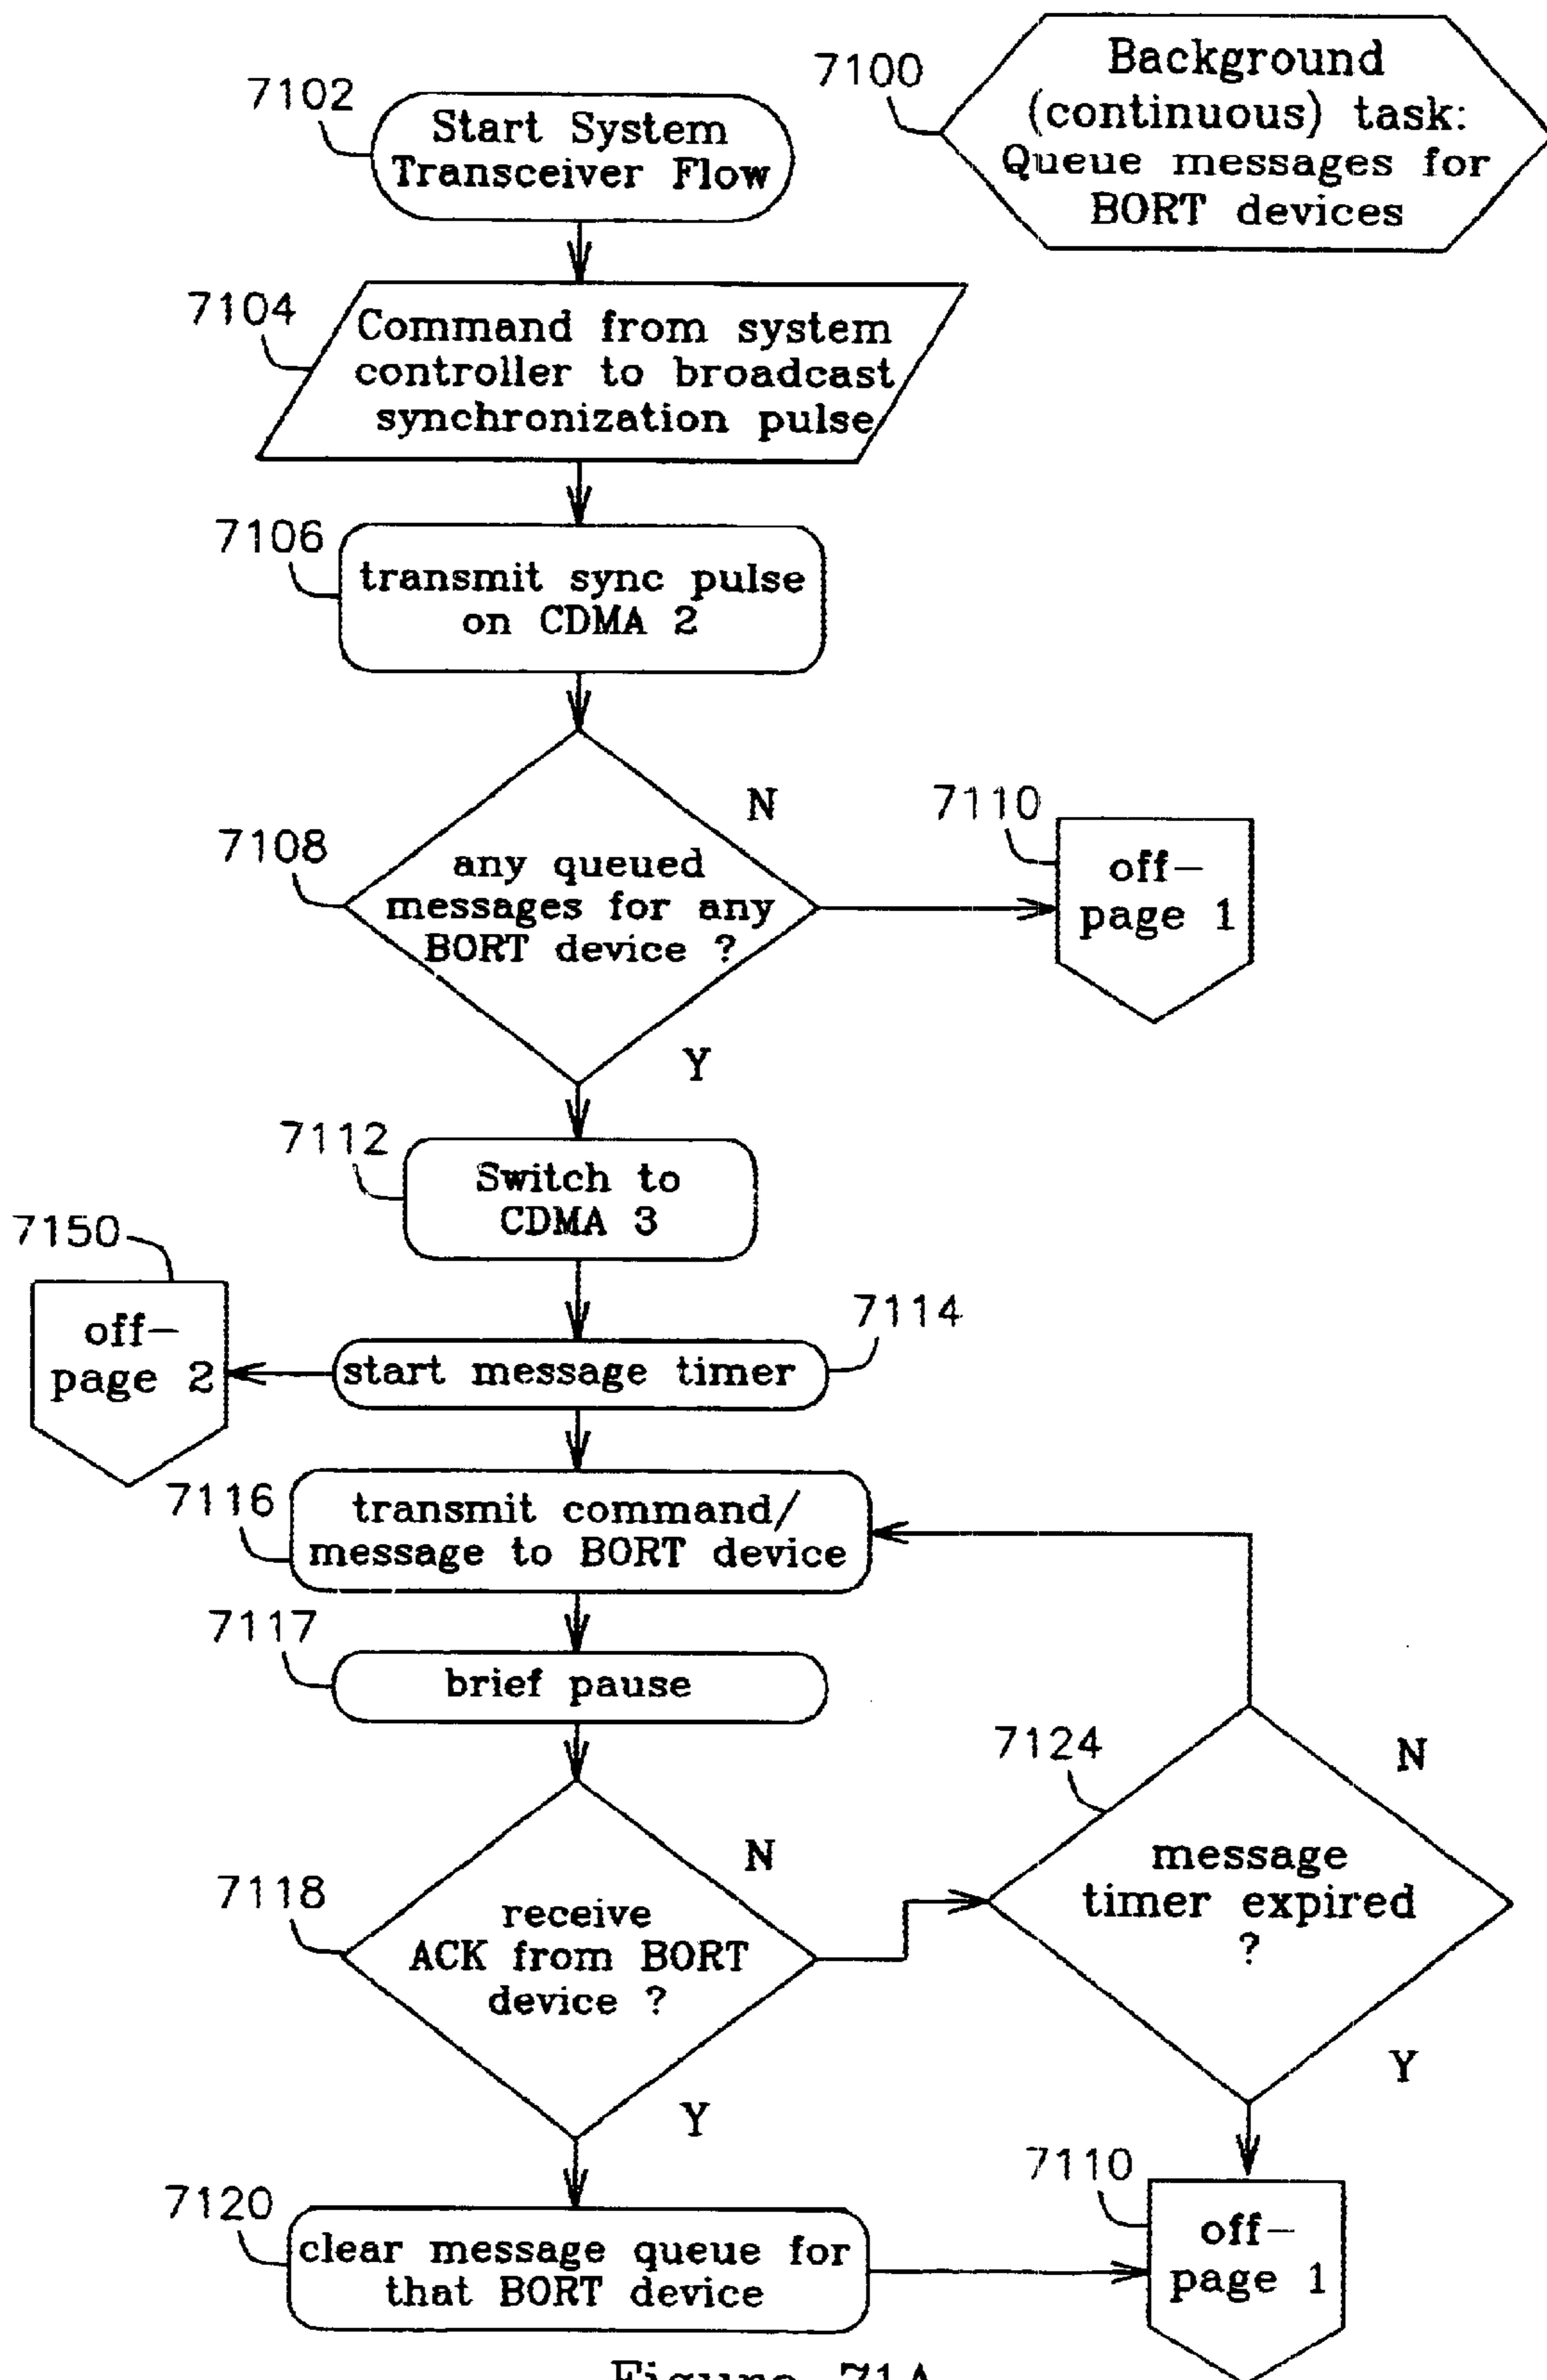 7102
Start System
Transceiver Flow
7100
Background
(continuous) task:
Queue messages for
BORT devices
7104
Command from system
controller to broadcast
synchronization pulse
7106
transmit sync pulse
on CDMA 2
7108
any queued
messages for any
BORT device ?
N
Y
7110
off-
page 1
7112
Switch to
CDMA 3
7150
off-
page 2
7114
start message timer
7116
transmit command/
message to BORT device
7117
brief pause
7118
receive
ACK from BORT
device ?
N
Y
7124
message
timer expired
?
N
Y
7120
clear message queue for
that BORT device
7110
off-
page 1
Figure 71A